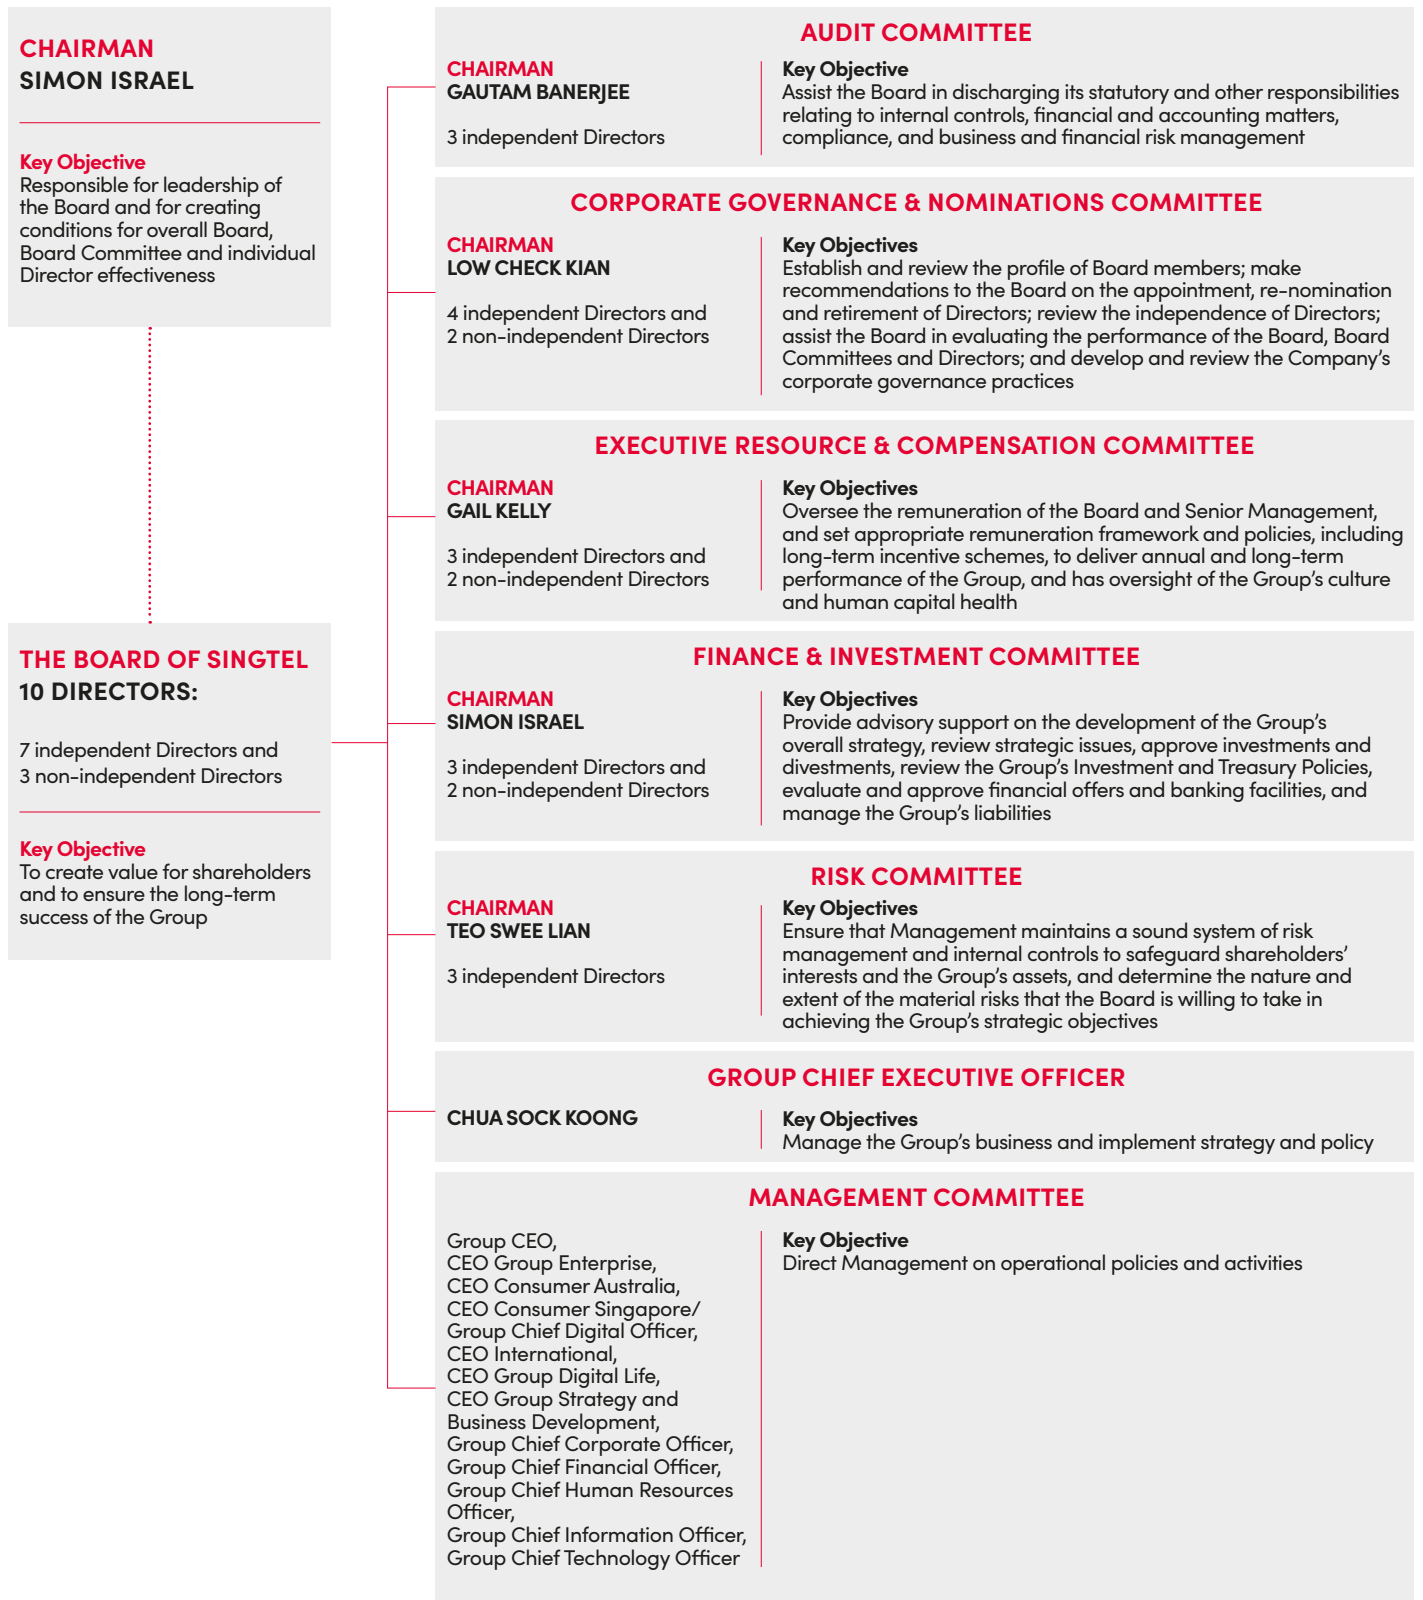 CHAIRMAN
SIMON ISRAEL
Key Objective
Responsible for leadership of
the Board and for creating
conditions for overall Board,
Board Committee and individual
Director effectiveness
THE BOARD OF SINGTEL
10 DIRECTORS:
7 independent Directors and
3 non-independent Directors
Key Objective
To create value for shareholders
and to ensure the long-term
success of the Group
AUDIT COMMITTEE
CHAIRMAN
GAUTAM BANERJEE
3 independent Directors
Key Objective
Assist the Board in discharging its statutory and other responsibilities
relating to internal controls, financial and accounting matters,
compliance, and business and financial risk management
CORPORATE GOVERNANCE & NOMINATIONS COMMITTEE
CHAIRMAN
LOW CHECK KIAN
4 independent Directors and
2 non-independent Directors
Key Objectives
Establish and review the profile of Board members; make
recommendations to the Board on the appointment, re-nomination
and retirement of Directors; review the independence of Directors;
assist the Board in evaluating the performance of the Board, Board
Committees and Directors; and develop and review the Company's
corporate governance practices
EXECUTIVE RESOURCE & COMPENSATION COMMITTEE
CHAIRMAN
GAIL KELLY
3 independent Directors and
2 non-independent Directors
Key Objectives
Oversee the remuneration of the Board and Senior Management,
and set appropriate remuneration framework and policies, including
long-term incentive schemes, to deliver annual and long-term
performance of the Group, and has oversight of the Group's culture
and human capital health
FINANCE & INVESTMENT COMMITTEE
CHAIRMAN
SIMON ISRAEL
3 independent Directors and
2 non-independent Directors
Key Objectives
Provide advisory support on the development of the Group's
overall strategy, review strategic issues, approve investments and
divestments, review the Group's Investment and Treasury Policies,
evaluate and approve financial offers and banking facilities, and
manage the Group's liabilities
RISK COMMITTEE
CHAIRMAN
TEO SWEE LIAN
3 independent Directors
Key Objectives
Ensure that Management maintains a sound system of risk
management and internal controls to safeguard shareholders'
interests and the Group's assets, and determine the nature and
extent of the material risks that the Board is willing to take in
achieving the Group's strategic objectives
GROUP CHIEF EXECUTIVE OFFICER
CHUA SOCK KOONG
Key Objectives
Manage the Group's business and implement strategy and policy
MANAGEMENT COMMITTEE
Group CEO,
CEO Group Enterprise,
CEO Consumer Australia,
CEO Consumer Singapore/
Group Chief Digital Officer,
CEO International,
CEO Group Digital Life,
CEO Group Strategy and
Business Development,
Group Chief Corporate Officer,
Group Chief Financial Officer,
Group Chief Human Resources
Officer,
Group Chief Information Officer,
Group Chief Technology Officer
Key Objective
Direct Management on operational policies and activities